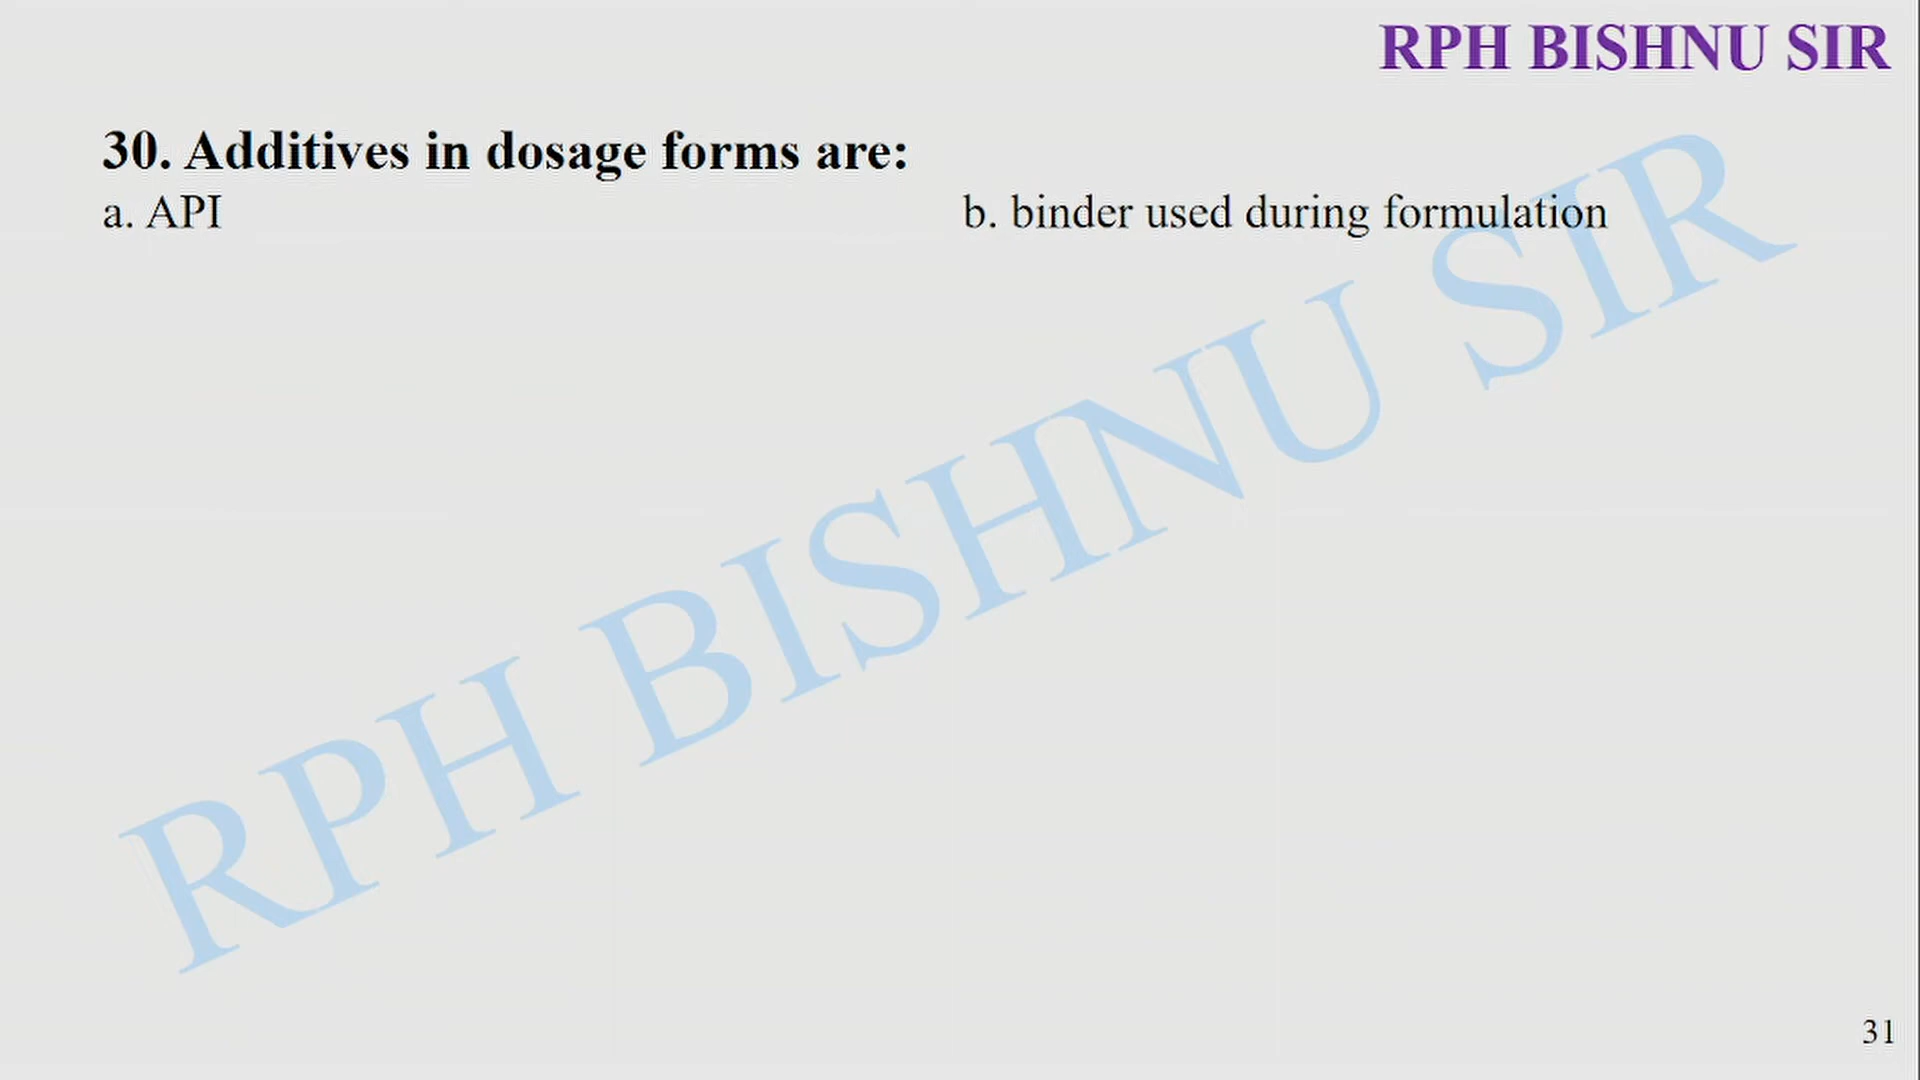 RPH BISHNU SIR
30. Additives in dosage forms are:
a. API b. binder used during formulation
RPH BISHNU SIR
31